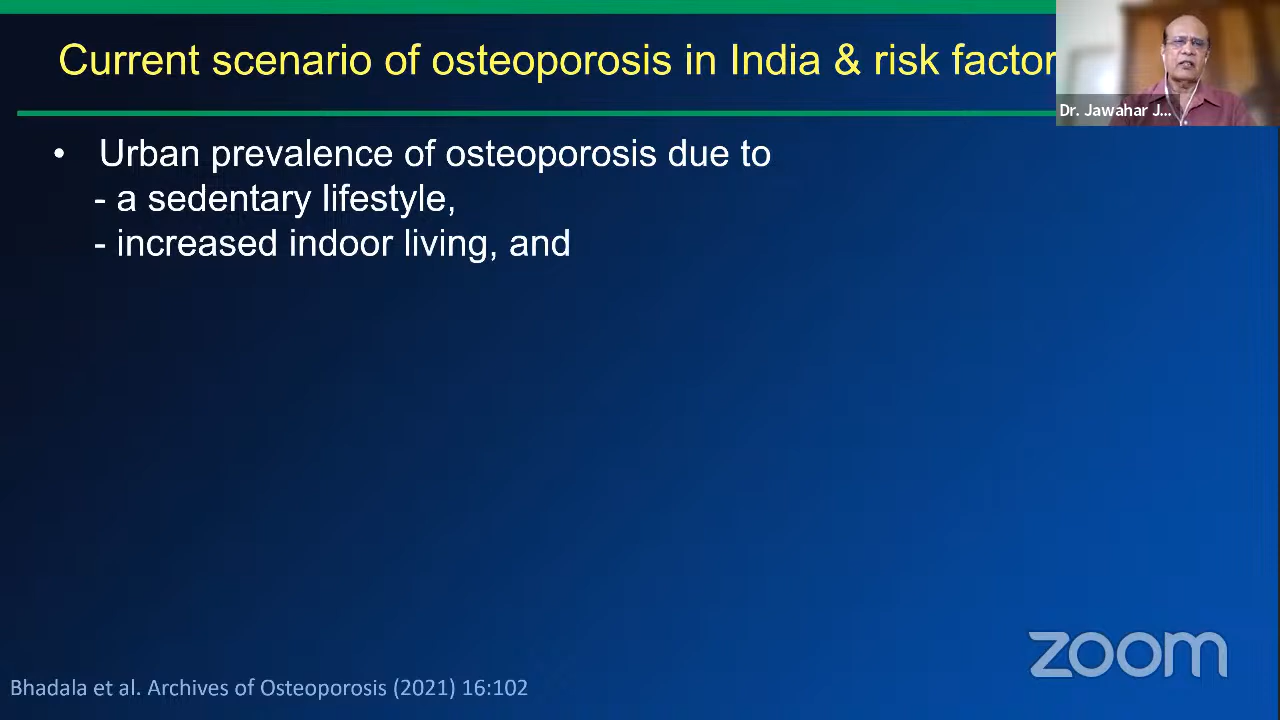 Current scenario of osteoporosis in India & risk factor
Dr. Jawahar J...
• Urban prevalence of osteoporosis due to
- a sedentary lifestyle,
- increased indoor living, and
zoom
Bhadala et al. Archives of Osteoporosis (2021) 16:102